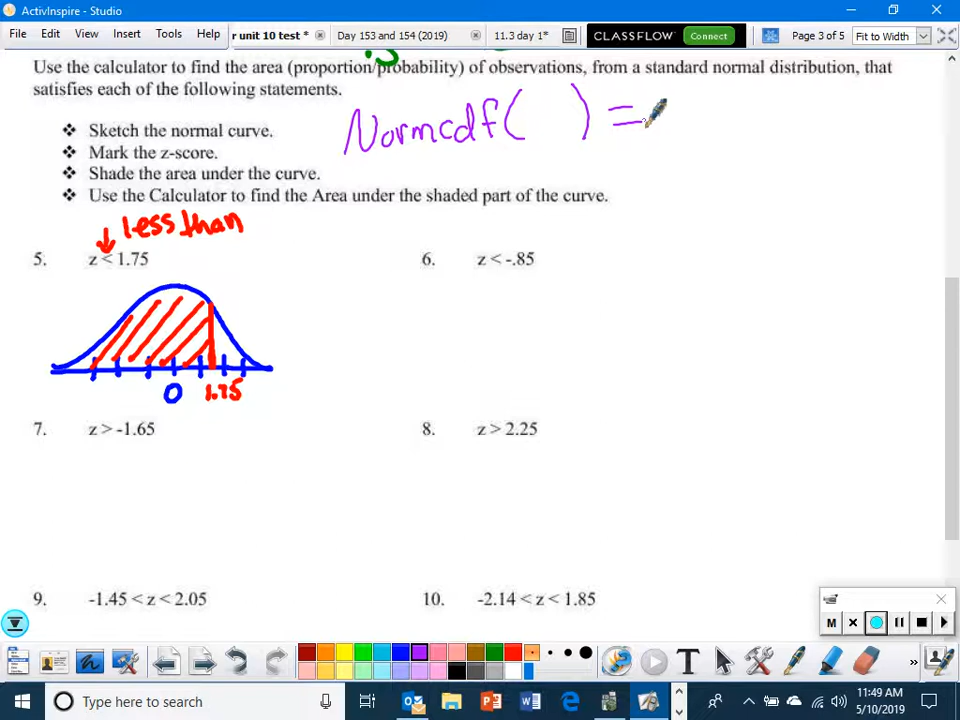 ActivInspire - Studio
File Edit View Insert Tools Help
r unit 10 test * Day 153 and 154 (2019) 11.3 day 1* CLASSFLOW Connect Page 3 of 5 Fit to Width
Use the calculator to find the area (proportion/probability) of observations, from a standard normal distribution, that
satisfies each of the following statements.
Normcdf( ) =
❖ Sketch the normal curve.
❖ Mark the z-score.
❖ Shade the area under the curve.
❖ Use the Calculator to find the Area under the shaded part of the curve.
less than
5. z < 1.75
6. z < -.85
0 1.75
7. z > -1.65
8. z > 2.25
9. -1.45 < z < 2.05
10. -2.14 < z < 1.85
M
T
Type here to search
11:49 AM
5/10/2019